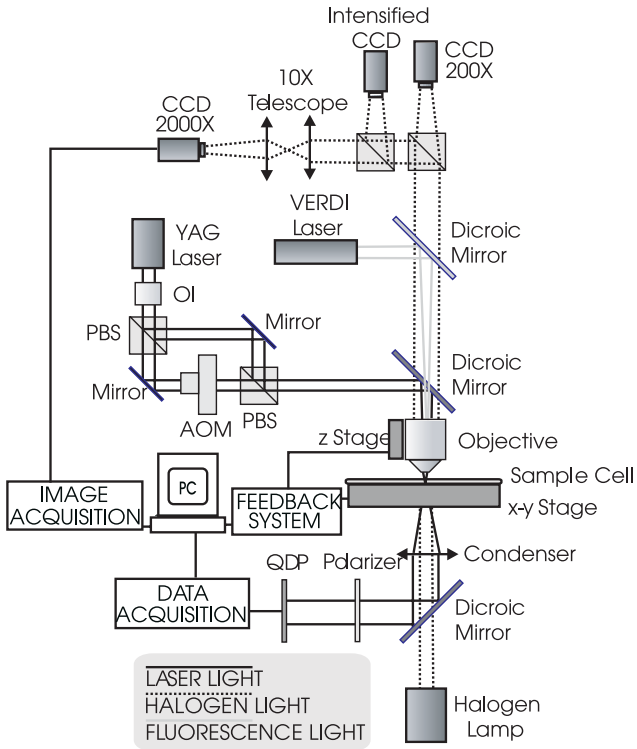 Intensified
CCD
CCD
200X
10X
Telescope
CCD
2000X
VERDI
Laser
Dicroic
Mirror
YAG
Laser
OI
PBS
Mirror
Dicroic
Mirror
Mirror
AOM
PBS
z Stage
Objective
Sample Cell
x-y Stage
IMAGE
ACQUISITION
PC
FEEDBACK
SYSTEM
Condenser
QDP
Polarizer
DATA
ACQUISITION
Dicroic
Mirror
LASER LIGHT
HALOGEN LIGHT
FLUORESCENCE LIGHT
Halogen
Lamp